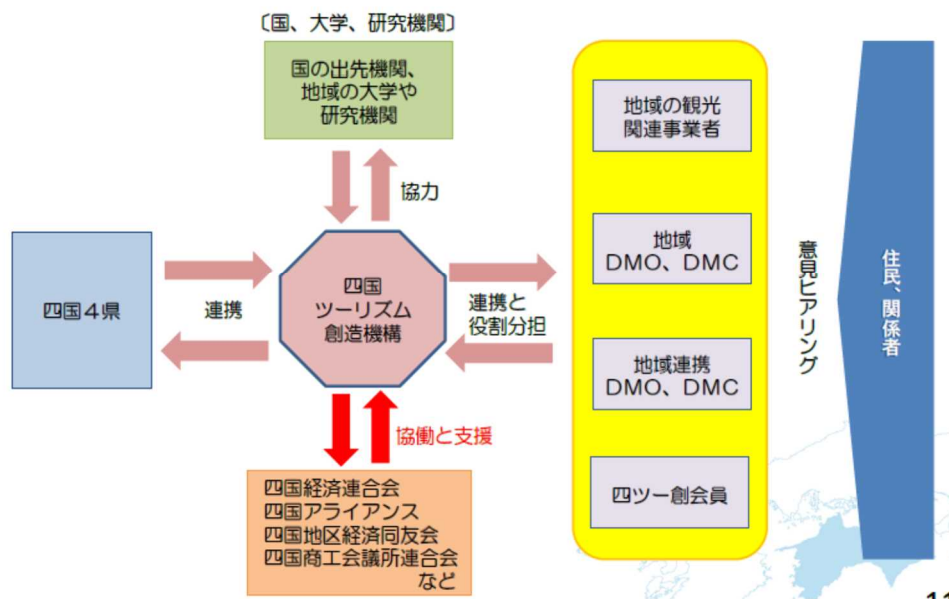 〔国、大学、研究機関〕
国の出先機関、
地域の大学や
研究機関
協力
四国4県
連携
四国
ツーリズム
創造機構
連携と
役割分担
協働と支援
四国経済連合会
四国アライアンス
四国地区経済同友会
四国商工会議所連合会
など
地域の観光
関連事業者
地域
DMO、DMC
地域連携
DMO、DMC
四ツー創会員
意見ヒアリング
住民、関係者